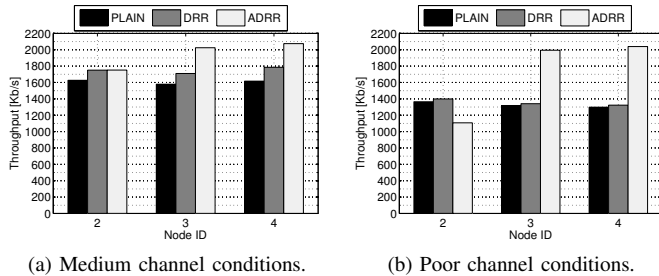 PLAIN DRR ADRR
2200
2000
1800
1600
1400
1200
1000
800
600
400
200
0
Throughput [Kb/s]
2 3 4
Node ID
(a) Medium channel conditions.
PLAIN DRR ADRR
2200
2000
1800
1600
1400
1200
1000
800
600
400
200
0
Throughput [Kb/s]
2 3 4
Node ID
(b) Poor channel conditions.